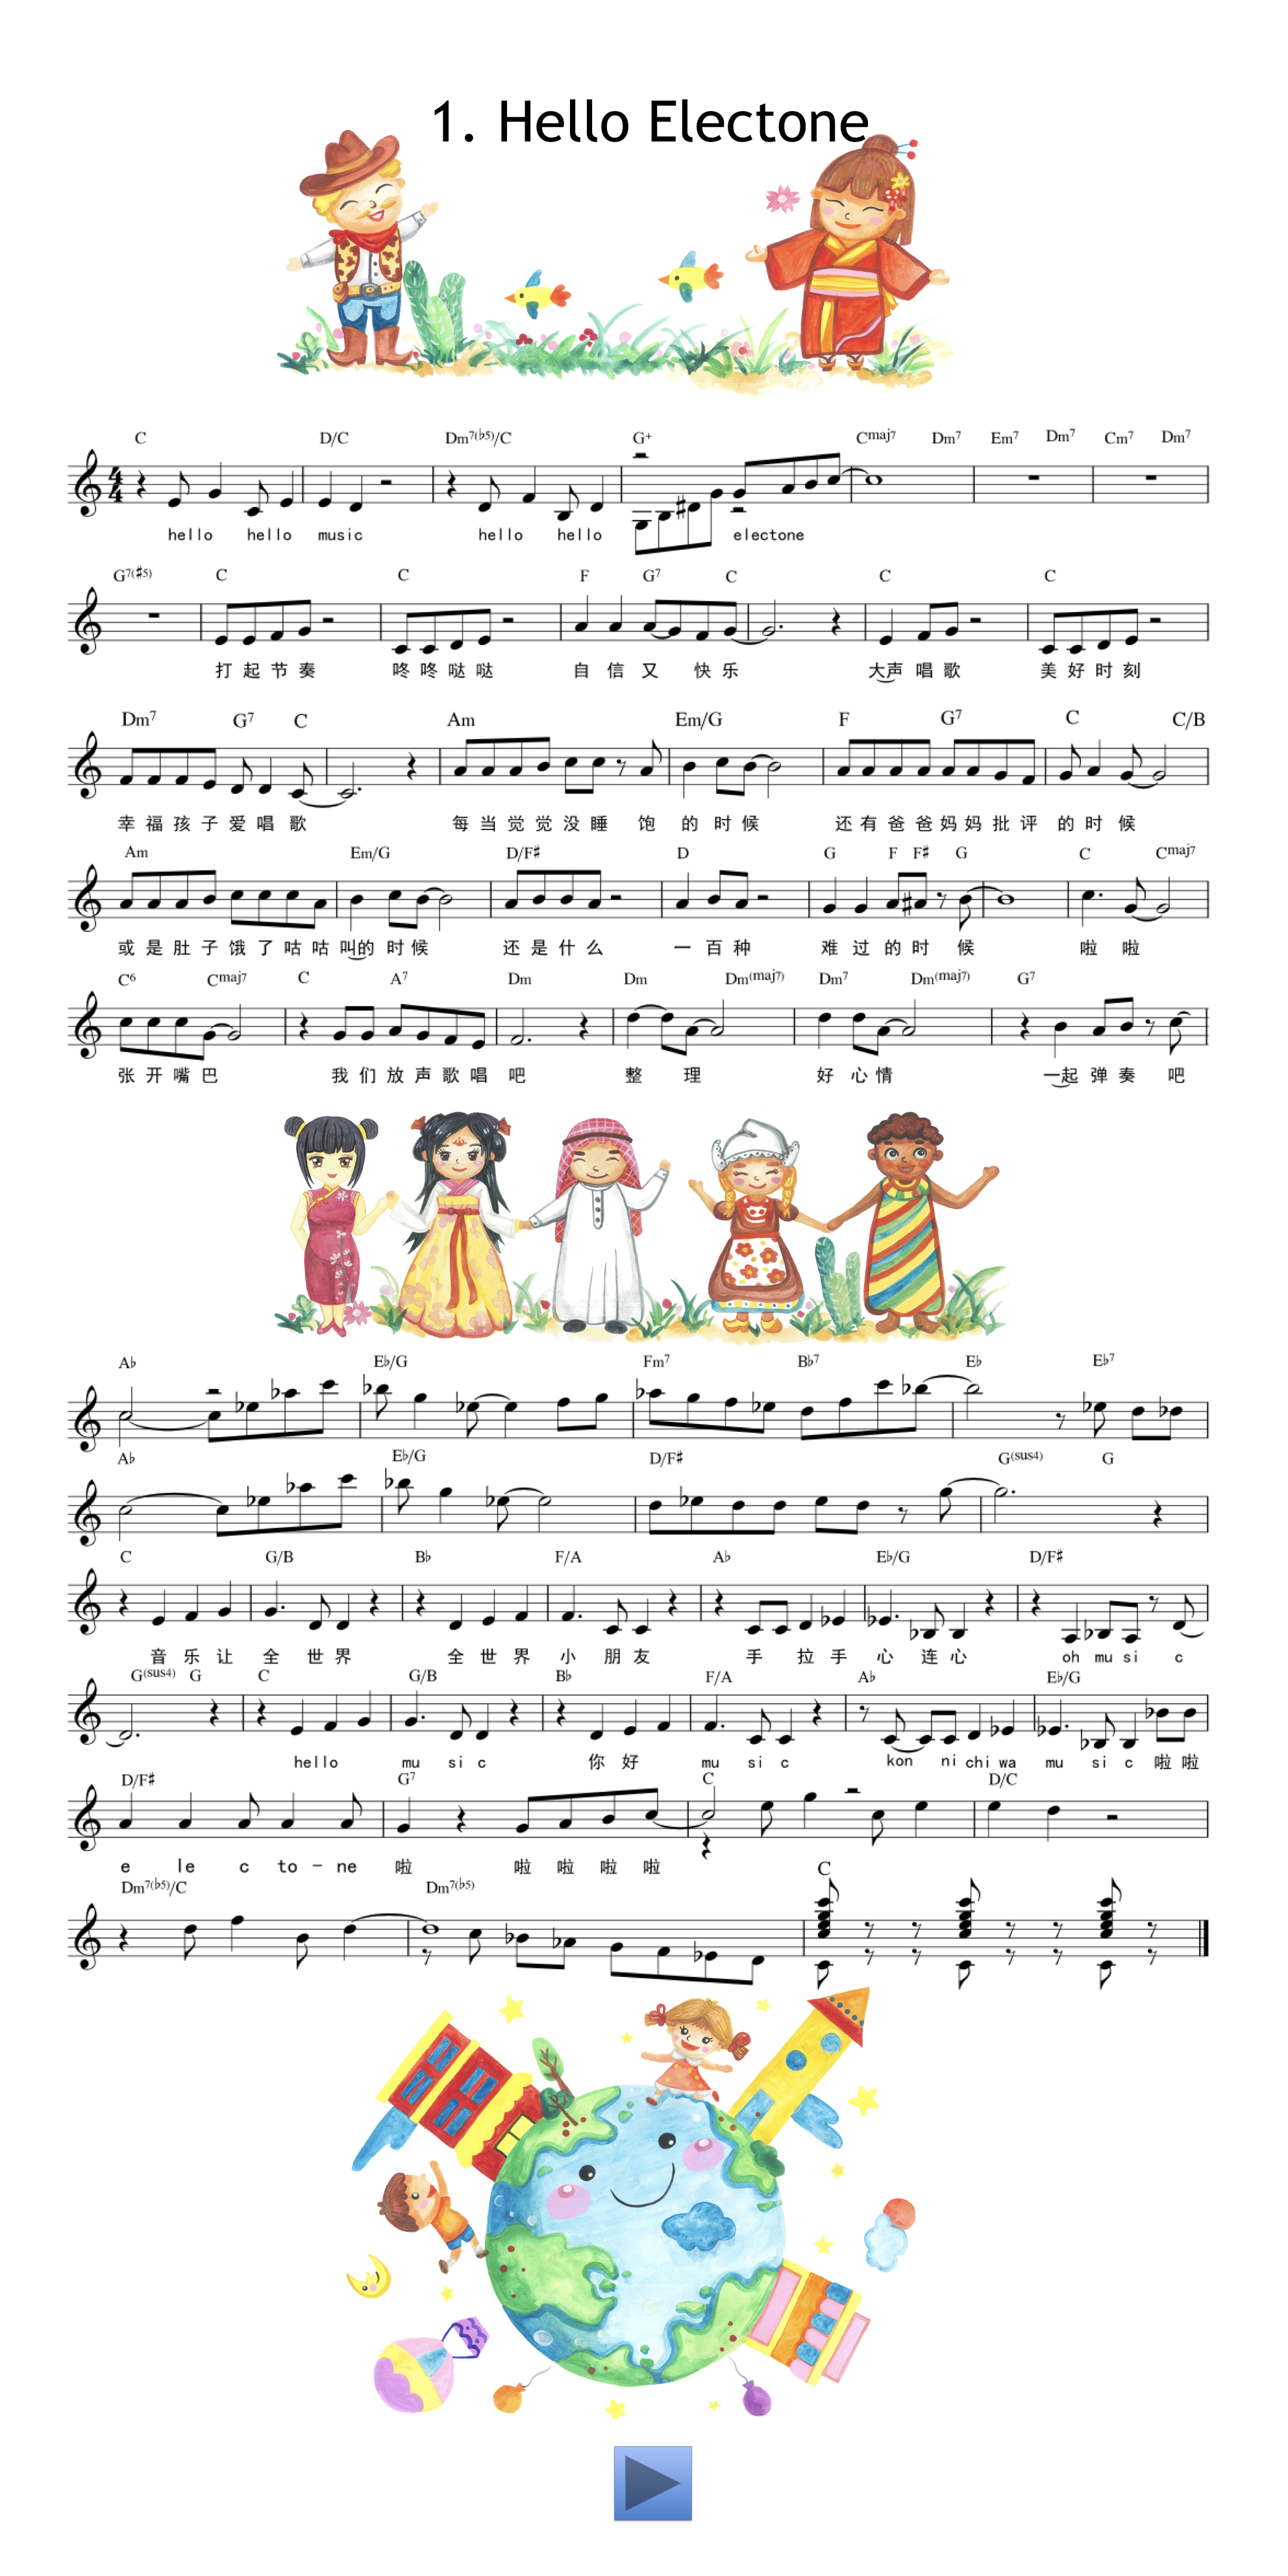 1. Hello Electone
C D/C Dm7(♭5)/C G+ Cmaj7 Dm7 Em7 Dm7 Cm7 Dm7
hello hello music hello hello electone
G7(♯5) C C F G7 C C C
打起节奏 咚咚哒哒 自信又 快乐 大声唱歌 美好时刻
Dm7 G7 C Am Em/G F G7 C C/B
幸福孩子爱唱歌 每当觉觉没睡 饱 的时候 还有爸爸妈妈批评 的时候
Am Em/G D/F♯ D G F F♯ G C Cmaj7
或是肚子饿了咕咕 叫的时候 还是什么 一百种 难过的时 候 啦 啦
C6 Cmaj7 C A7 Dm Dm Dm(maj7) Dm7 Dm(maj7) G7
张开嘴巴 我们放声歌唱 吧 整 理 好 心情 一起弹奏 吧
A♭ E♭/G Fm7 B♭7 E♭ E♭7
A♭ E♭/G D/F♯ G(sus4) G
C G/B B♭ F/A A♭ E♭/G D/F♯
音乐让 全 世界 全世界 小 朋友 手 拉手 心 连心 oh mu si c
G(sus4) G C G/B B♭ F/A A♭ E♭/G
hello mu si c 你好 mu si c kon ni chi wa mu si c 啦啦
D/F♯ G7 C D/C
e le c to - ne 啦 啦 啦 啦 啦
Dm7(♭5)/C Dm7(♭5) C